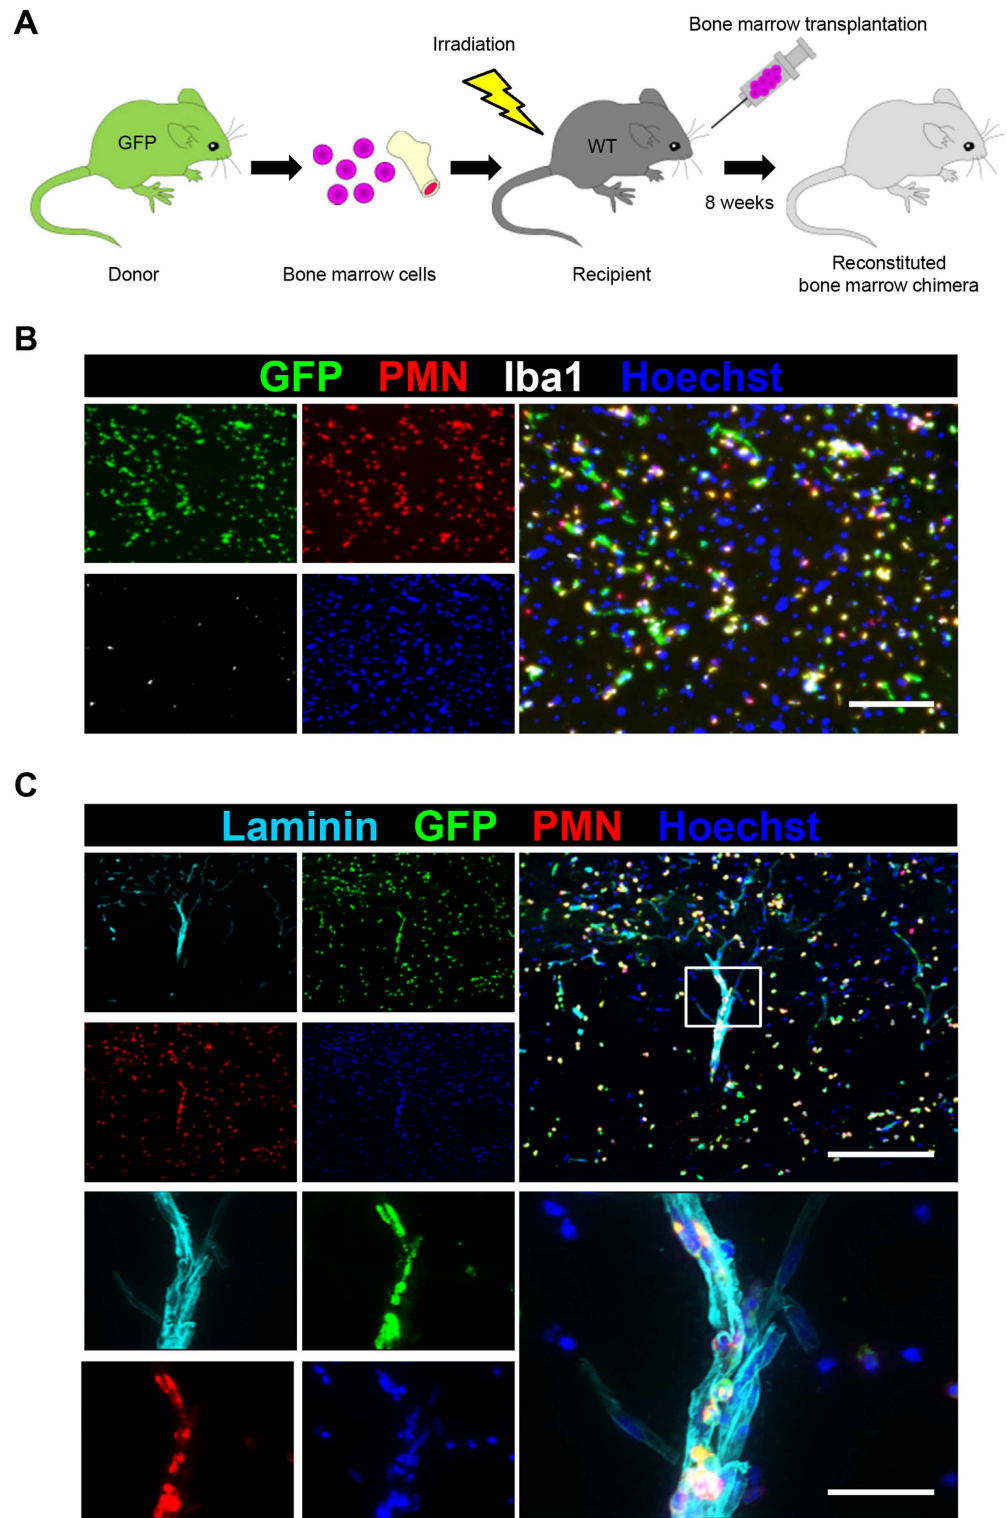 A
Irradiation
Bone marrow transplantation
GFP
WT
8 weeks
Donor
Bone marrow cells
Recipient
Reconstituted
bone marrow chimera
B
GFP PMN Iba1 Hoechst
C
Laminin GFP PMN Hoechst